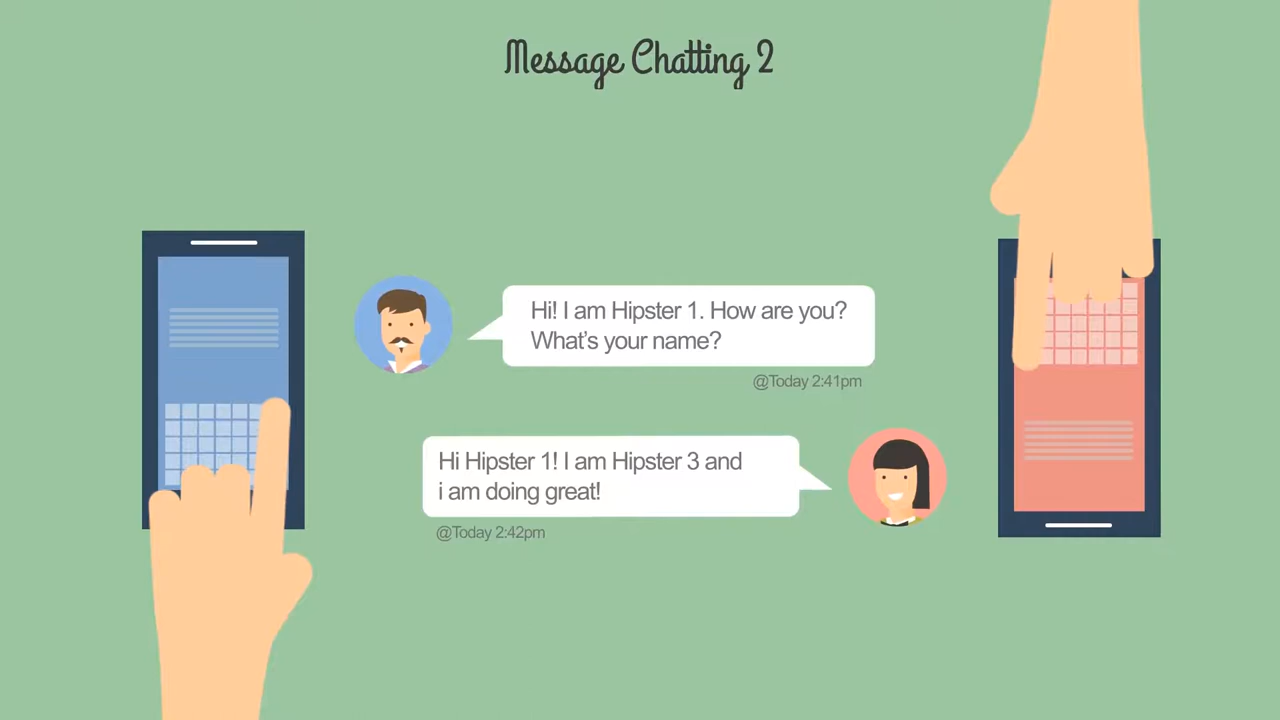 Message Chatting 2
Hi! I am Hipster 1. How are you?
What's your name?
@Today 2:41pm
Hi Hipster 1! I am Hipster 3 and
i am doing great!
@Today 2:42pm